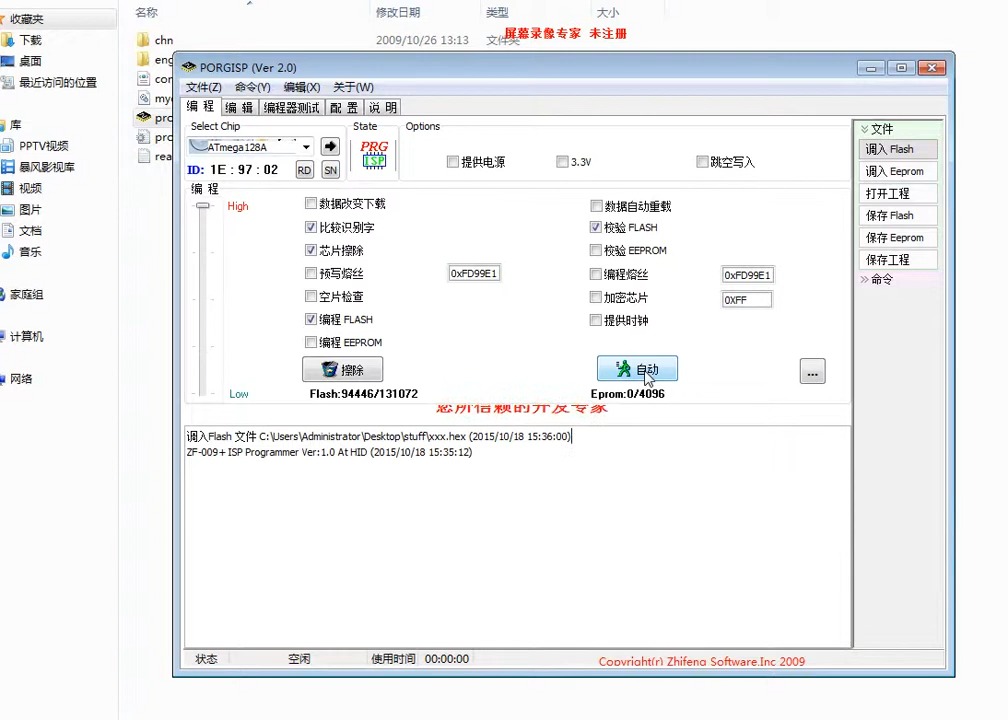 收藏夹
下载
桌面
最近访问的位置
库
PPTV视频
暴风影视库
视频
图片
文档
音乐
家庭组
计算机
网络
名称 修改日期 类型 大小
chn 2009/10/26 13:13 文件夹
屏幕录像专家 未注册
PORGISP (Ver 2.0)
文件(Z) 命令(Y) 编辑(X) 关于(W)
编 程 编 辑 编程器测试 配 置 说 明
Select Chip State Options
ATmega128A
PRG
ISP
提供电源 3.3V 跳空写入
ID: 1E : 97 : 02 RD SN
编 程
High
Low
数据改变下载 数据自动重载
比较识别字 校验 FLASH
芯片擦除 校验 EEPROM
预写熔丝 0xFD99E1 编程熔丝 0xFD99E1
空片检查 加密芯片 0XFF
编程 FLASH 提供时钟
编程 EEPROM
擦除 自动 ...
Flash:94446/131072 Eprom:0/4096
您所信赖的开发专家
调入Flash 文件 C:\Users\Administrator\Desktop\stuff\xxx.hex (2015/10/18 15:36:00)
ZF-009+ ISP Programmer Ver:1.0 At HID (2015/10/18 15:35:12)
文件
调入 Flash
调入 Eeprom
打开工程
保存 Flash
保存 Eeprom
保存工程
命令
状态 空闲 使用时间 00:00:00
Copyright(r) Zhifeng Software.Inc 2009